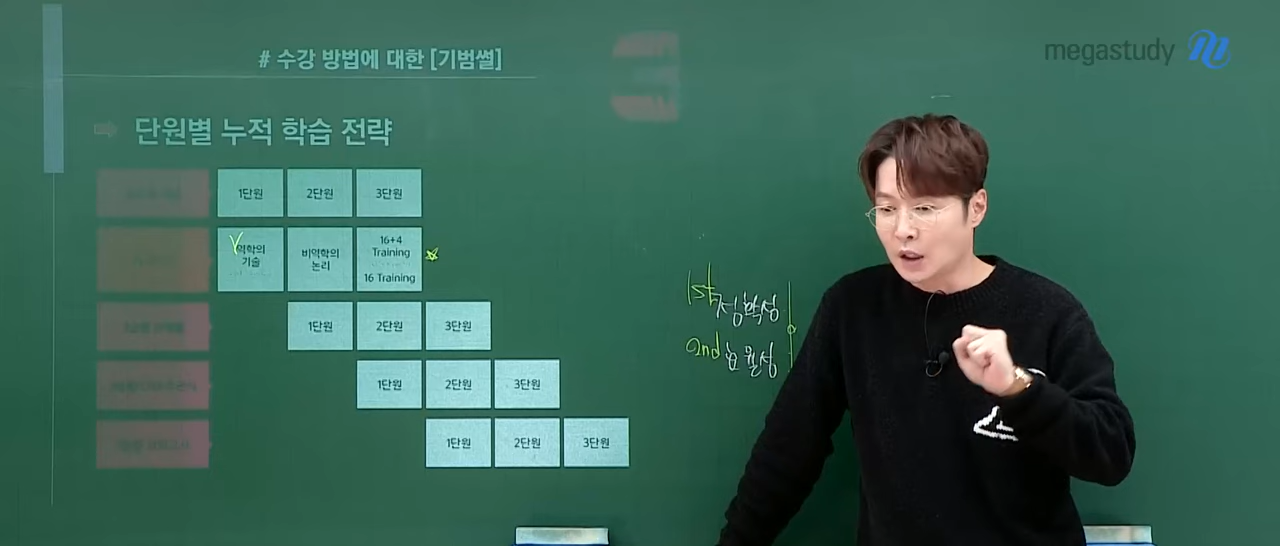 # 수강 방법에 대한 [기범썰]
megastudy
단원별 누적 학습 전략
1단원 2단원 3단원
역학의 기술
비역학의 논리
16+4 Training
16 Training
1단원 2단원 3단원
1단원 2단원 3단원
1단원 2단원 3단원
1st 정확성
2nd 효율성